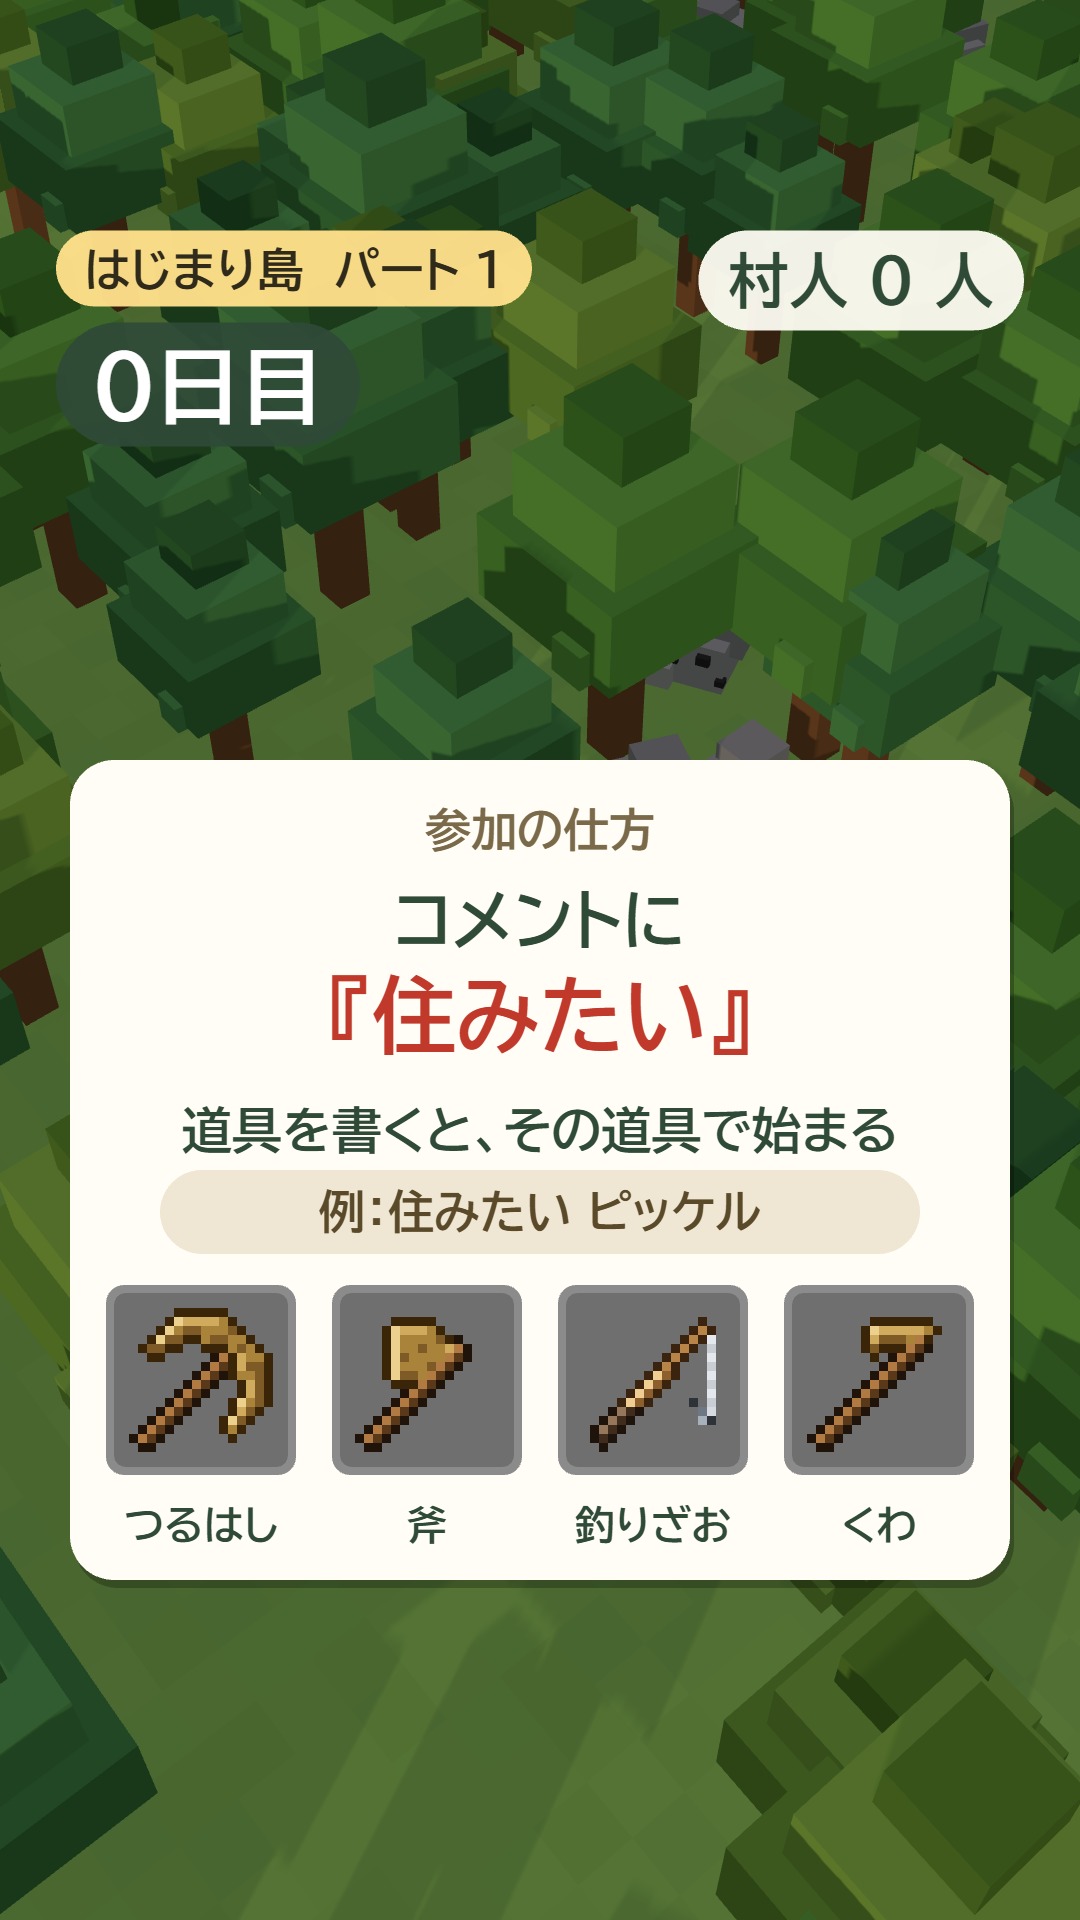 はじまり島 パート 1
村人 0 人
0日目
参加の仕方
コメントに
『住みたい』
道具を書くと、その道具で始まる
例：住みたい ピッケル
つるはし
斧
釣りざお
くわ